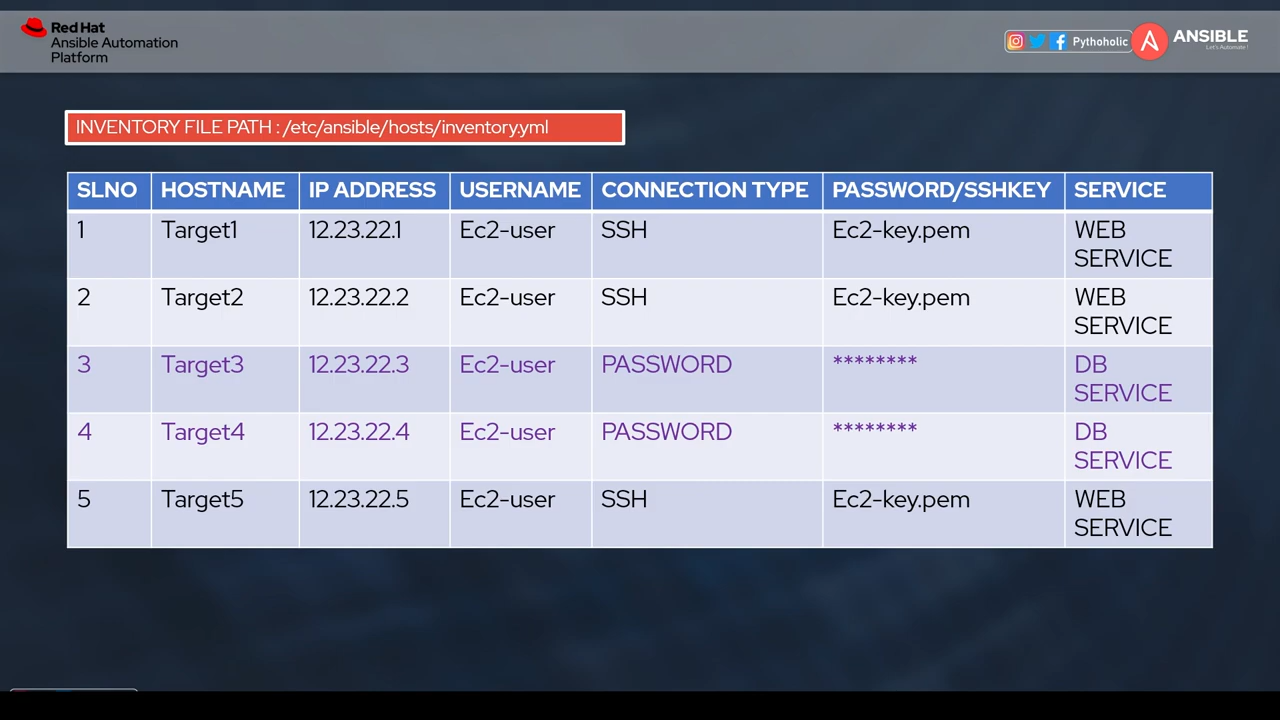 Red Hat
Ansible Automation
Platform
Pythoholic
ANSIBLE
Let's Automate!
INVENTORY FILE PATH : /etc/ansible/hosts/inventory.yml
SLNO HOSTNAME IP ADDRESS USERNAME CONNECTION TYPE PASSWORD/SSHKEY SERVICE
1 Target1 12.23.22.1 Ec2-user SSH Ec2-key.pem WEB
SERVICE
2 Target2 12.23.22.2 Ec2-user SSH Ec2-key.pem WEB
SERVICE
3 Target3 12.23.22.3 Ec2-user PASSWORD ******** DB
SERVICE
4 Target4 12.23.22.4 Ec2-user PASSWORD ******** DB
SERVICE
5 Target5 12.23.22.5 Ec2-user SSH Ec2-key.pem WEB
SERVICE